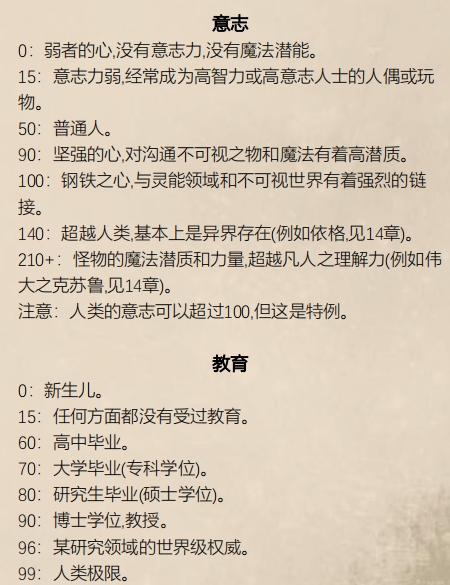 意志
0：弱者的心,没有意志力,没有魔法潜能。
15：意志力弱,经常成为高智力或高意志人士的人偶或玩
物。
50：普通人。
90：坚强的心,对沟通不可视之物和魔法有着高潜质。
100：钢铁之心,与灵能领域和不可视世界有着强烈的链
接。
140：超越人类,基本上是异界存在(例如依格,见14章)。
210+：怪物的魔法潜质和力量,超越凡人之理解力(例如伟
大之克苏鲁,见14章)。
注意：人类的意志可以超过100,但这是特例。
教育
0：新生儿。
15：任何方面都没有受过教育。
60：高中毕业。
70：大学毕业(专科学位)。
80：研究生毕业(硕士学位)。
90：博士学位,教授。
96：某研究领域的世界级权威。
99：人类极限。